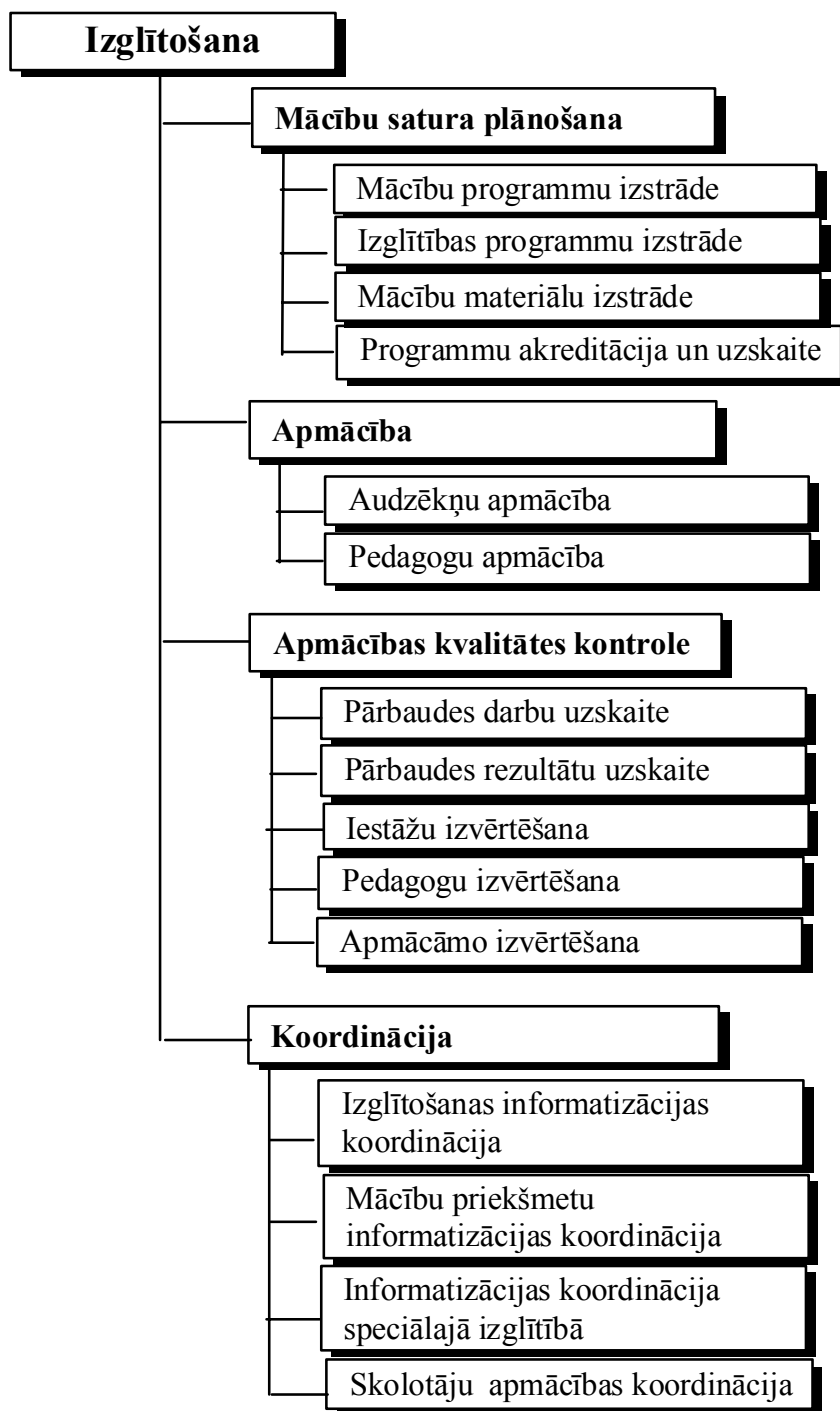 Izglītošana
Mācību satura plānošana
Mācību programmu izstrāde
Izglītības programmu izstrāde
Mācību materiālu izstrāde
Programmu akreditācija un uzskaite
Apmācība
Audzēkņu apmācība
Pedagogu apmācība
Apmācības kvalitātes kontrole
Pārbaudes darbu uzskaite
Pārbaudes rezultātu uzskaite
Iestāžu izvērtēšana
Pedagogu izvērtēšana
Apmācāmo izvērtēšana
Koordinācija
Izglītošanas informatizācijas
koordinācija
Mācību priekšmetu
informatizācijas koordinācija
Informatizācijas koordinācija
speciālajā izglītībā
Skolotāju apmācības koordinācija